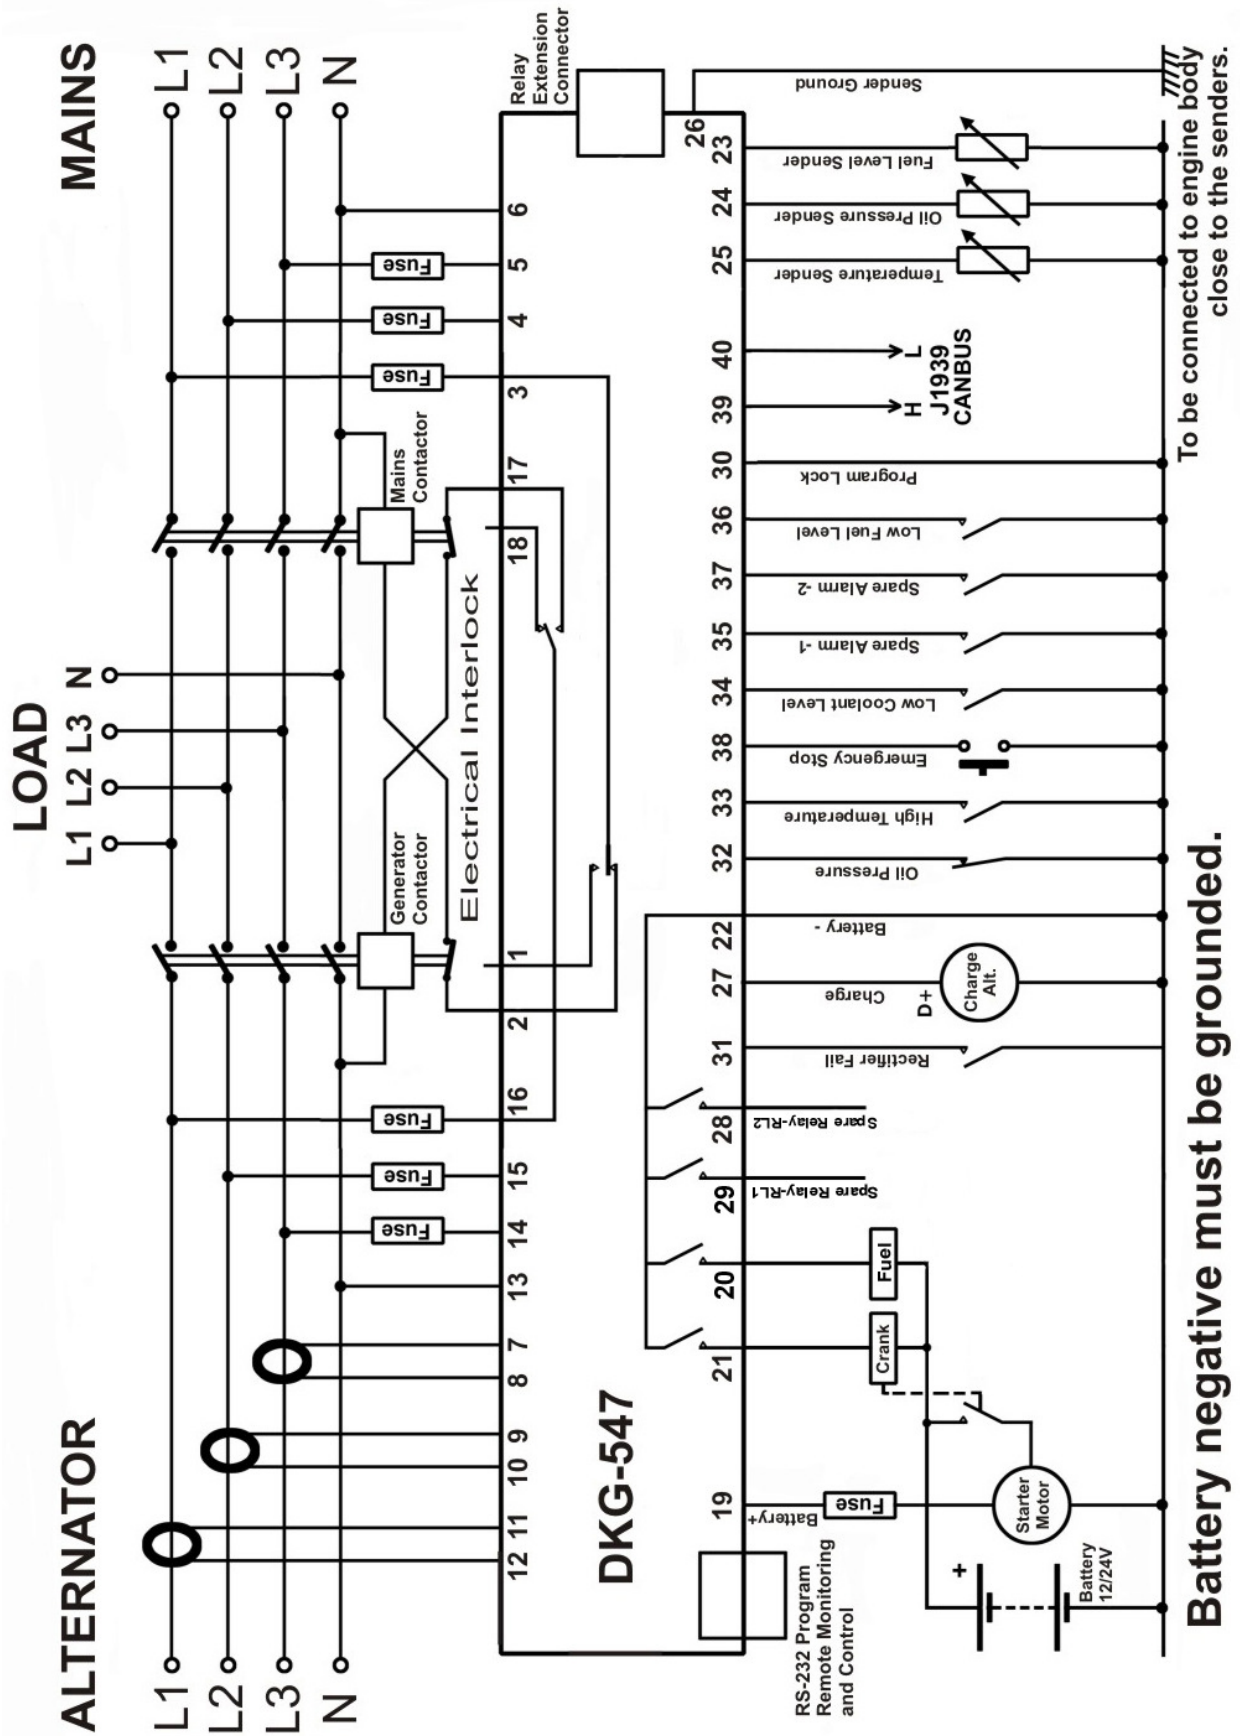 ALTERNATOR
LOAD
MAINS
L1
L2
L3
N
L1
L2
L3
N
L1
L2
L3
N
Generator
Contactor
Mains
Contactor
Electrical Interlock
Fuse
Fuse
Fuse
Fuse
Fuse
Fuse
12
11
10
9
8
7
13
14
15
16
2
1
18
17
3
4
5
6
Relay
Extension
Connector
DKG-547
RS-232 Program
Remote Monitoring
and Control
19
21
20
29
28
31
27
22
32
33
38
34
35
37
36
30
39
40
25
24
23
26
Battery+
Fuse
Crank
Fuel
Spare Relay-RL1
Spare Relay-RL2
Rectifier Fail
Charge
D+
Charge
Alt.
Battery -
Oil Pressure
High Temperature
Emergency Stop
Low Coolant Level
Spare Alarm -1
Spare Alarm -2
Low Fuel Level
Program Lock
H
L
J1939
CANBUS
Temperature Sender
Oil Pressure Sender
Fuel Level Sender
Sender Ground
Starter
Motor
+
Battery
12/24V
Battery negative must be grounded.
To be connected to engine body
close to the senders.